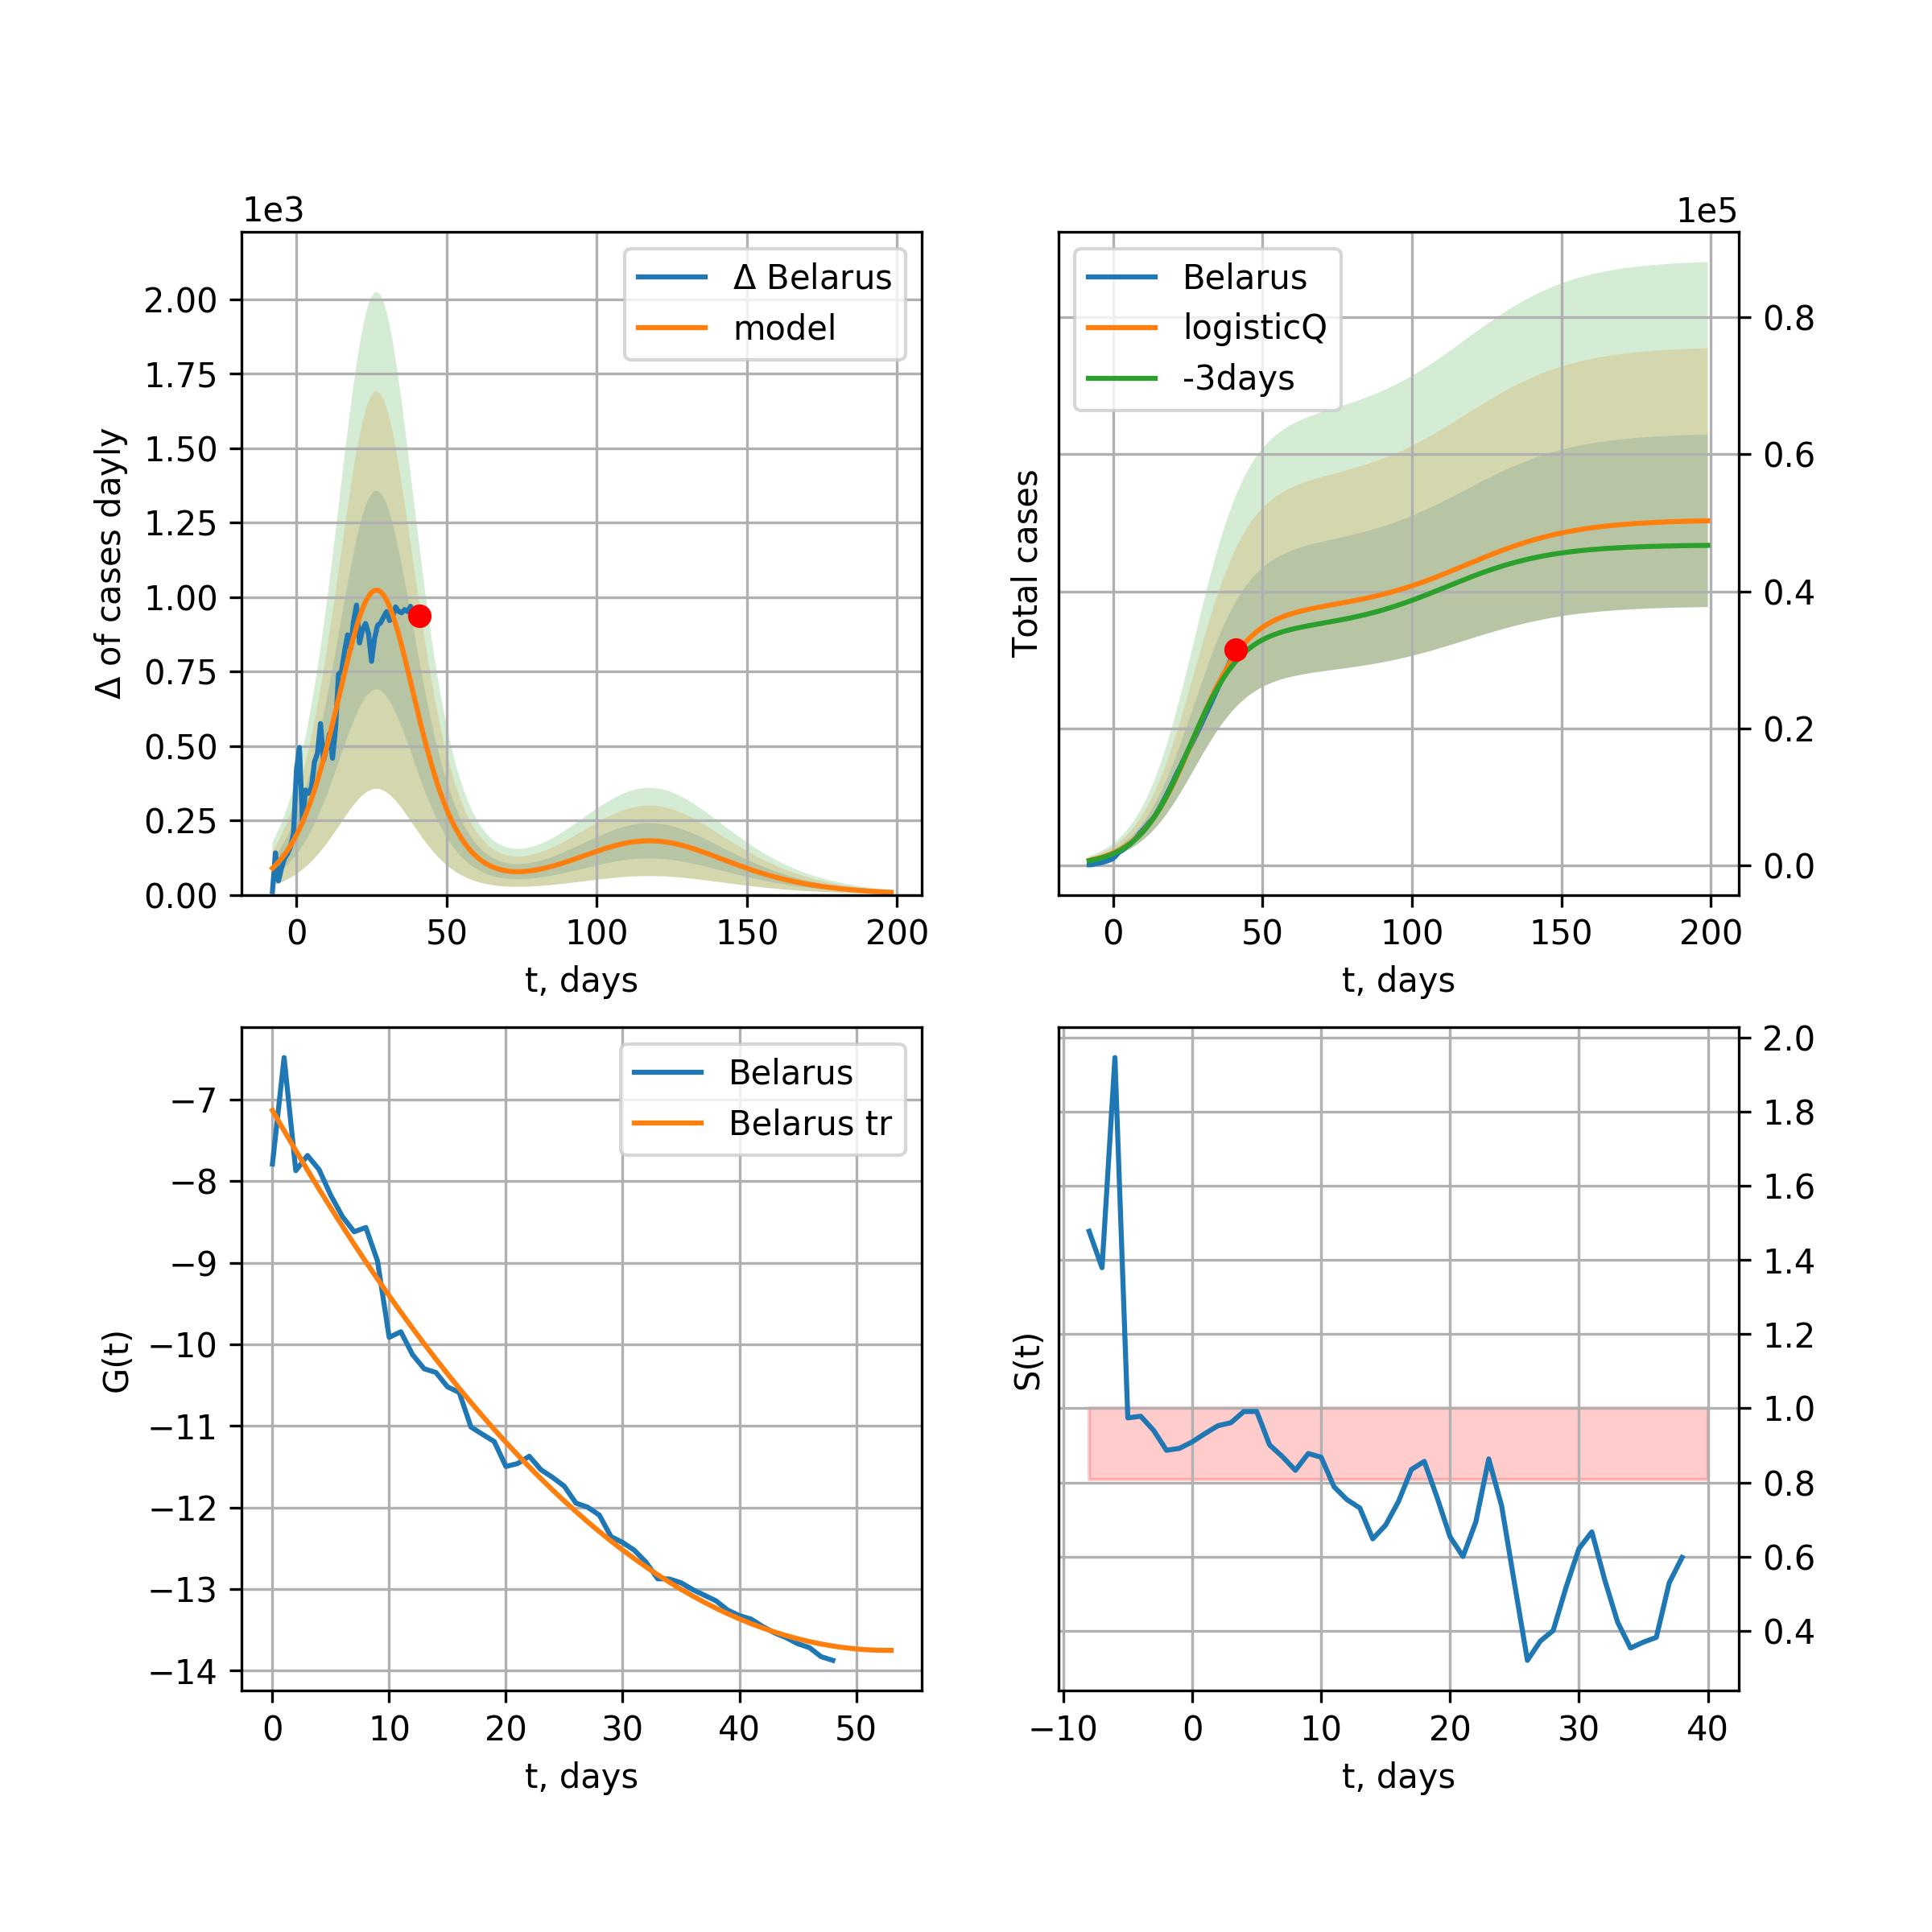 1e3
Δ of cases dayly
2.00
1.75
1.50
1.25
1.00
0.75
0.50
0.25
0.00
Δ Belarus
model
0 50 100 150 200
t, days
1e5
Total cases
Belarus
logisticQ
-3days
0.8
0.6
0.4
0.2
0.0
0 50 100 150 200
t, days
G(t)
−7
−8
−9
−10
−11
−12
−13
−14
Belarus
Belarus tr
0 10 20 30 40 50
t, days
S(t)
2.0
1.8
1.6
1.4
1.2
1.0
0.8
0.6
0.4
−10 0 10 20 30 40
t, days